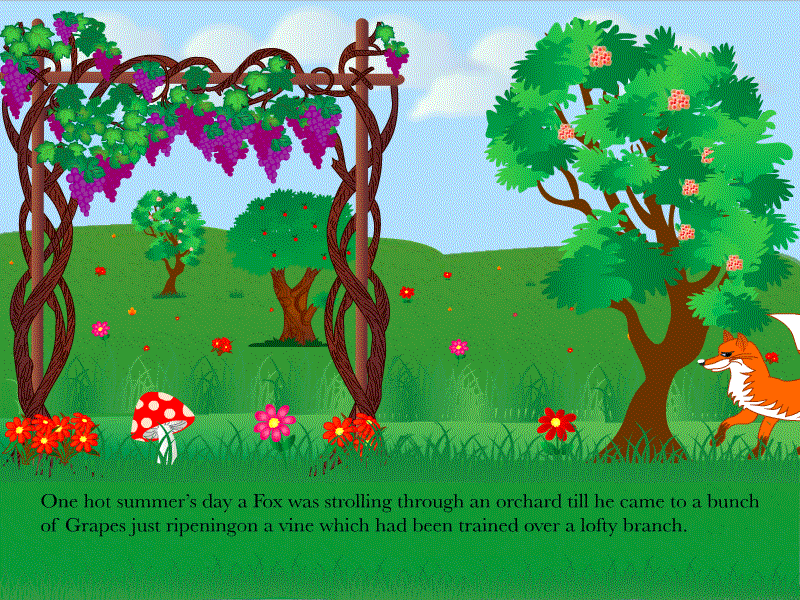 One hot summer's day a Fox was strolling through an orchard till he came to a bunch
of Grapes just ripeningon a vine which had been trained over a lofty branch.